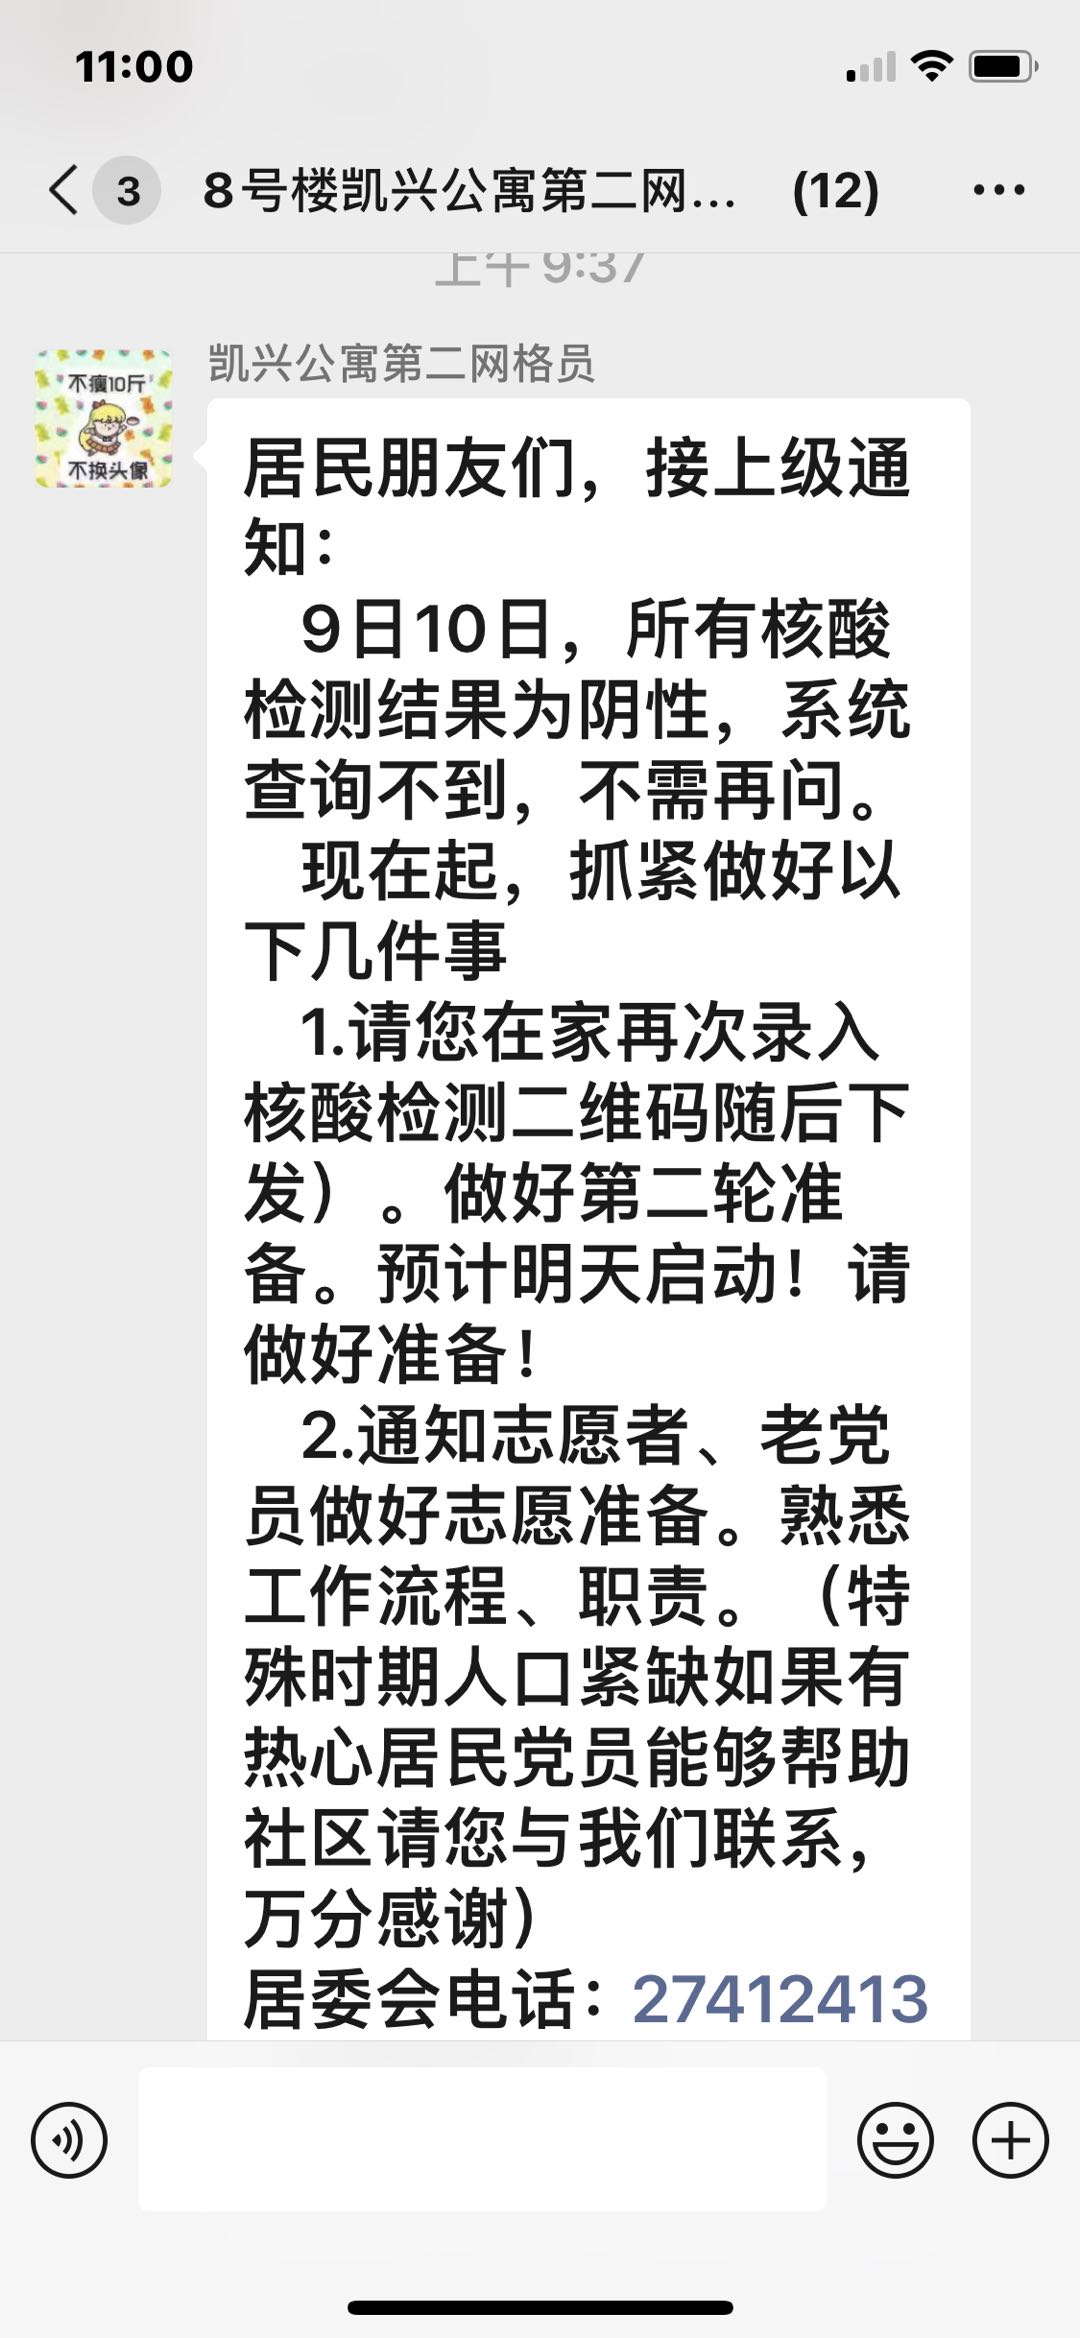 11:00
3
8号楼凯兴公寓第二网... (12)
上午 9:37
凯兴公寓第二网格员
不瘦10斤
不换头像
居民朋友们，接上级通
知：
9日10日，所有核酸
检测结果为阴性，系统
查询不到，不需再问。
现在起，抓紧做好以
下几件事
1.请您在家再次录入
核酸检测二维码随后下
发）。做好第二轮准
备。预计明天启动！请
做好准备！
2.通知志愿者、老党
员做好志愿准备。熟悉
工作流程、职责。（特
殊时期人口紧缺如果有
热心居民党员能够帮助
社区请您与我们联系，
万分感谢）
居委会电话：27412413